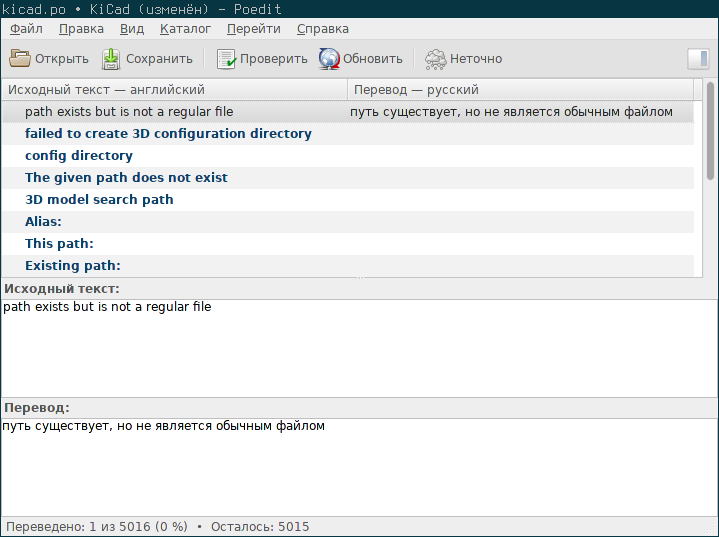 kicad.po • KiCad (изменён) – Poedit
Файл Правка Вид Каталог Перейти Справка
Открыть Сохранить Проверить Обновить Неточно
Исходный текст — английский Перевод — русский
path exists but is not a regular file путь существует, но не является обычным файлом
failed to create 3D configuration directory
config directory
The given path does not exist
3D model search path
Alias:
This path:
Existing path:
Исходный текст:
path exists but is not a regular file
Перевод:
путь существует, но не является обычным файлом
Переведено: 1 из 5016 (0 %) • Осталось: 5015